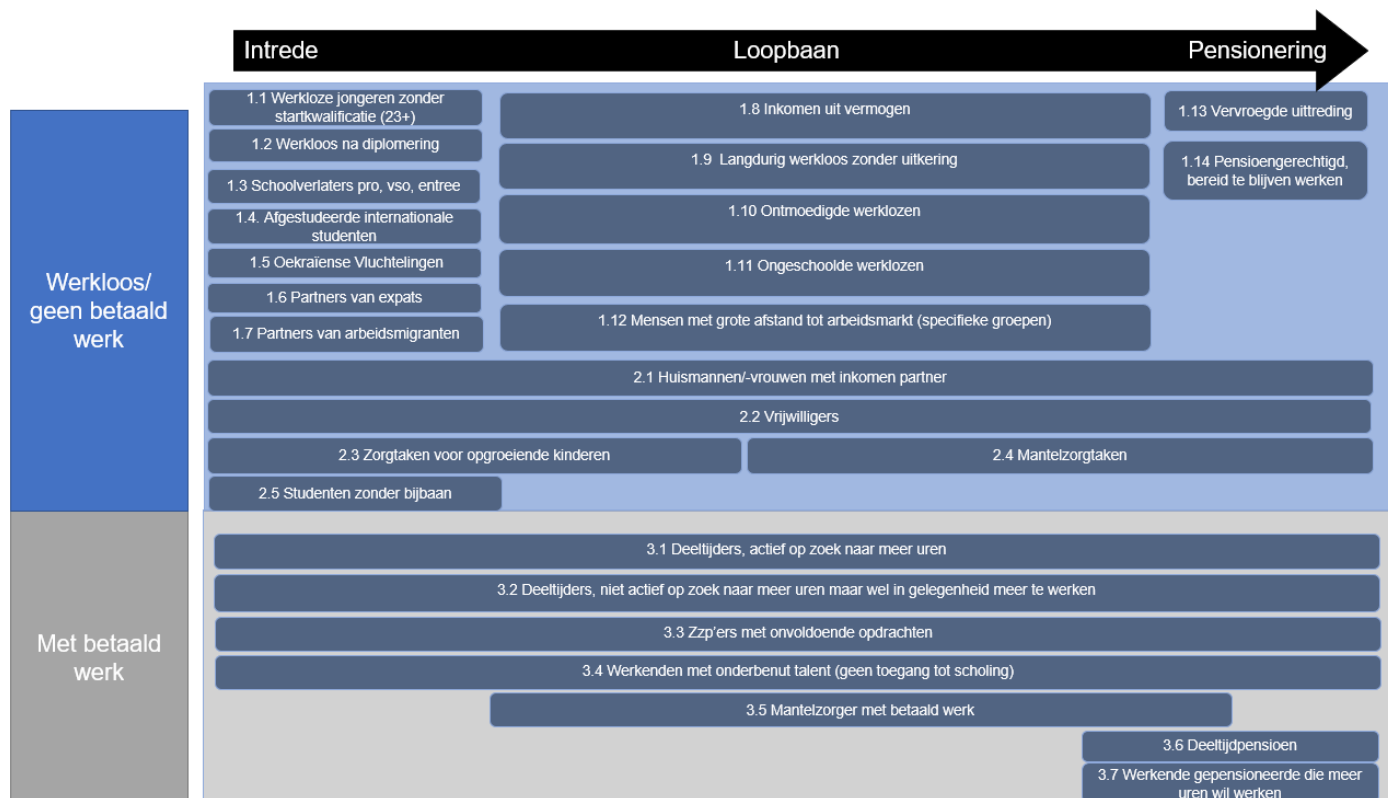 Intrede
Loopbaan
Pensionering
Werkloos/
geen betaald
werk
1.1 Werkloze jongeren zonder
startkwalificatie (23+)
1.2 Werkloos na diplomering
1.3 Schoolverlaters pro, vso, entree
1.4. Afgestudeerde internationale
studenten
1.5 Oekraïense Vluchtelingen
1.6 Partners van expats
1.7 Partners van arbeidsmigranten
1.8 Inkomen uit vermogen
1.9 Langdurig werkloos zonder uitkering
1.10 Ontmoedigde werklozen
1.11 Ongeschoolde werklozen
1.12 Mensen met grote afstand tot arbeidsmarkt (specifieke groepen)
1.13 Vervroegde uittreding
1.14 Pensioengerechtigd,
bereid te blijven werken
2.1 Huismannen/-vrouwen met inkomen partner
2.2 Vrijwilligers
2.3 Zorgtaken voor opgroeiende kinderen
2.4 Mantelzorgtaken
2.5 Studenten zonder bijbaan
Met betaald
werk
3.1 Deeltijders, actief op zoek naar meer uren
3.2 Deeltijders, niet actief op zoek naar meer uren maar wel in gelegenheid meer te werken
3.3 Zzp'ers met onvoldoende opdrachten
3.4 Werkenden met onderbenut talent (geen toegang tot scholing)
3.5 Mantelzorger met betaald werk
3.6 Deeltijdpensioen
3.7 Werkende gepensioneerde die meer
uren wil werken